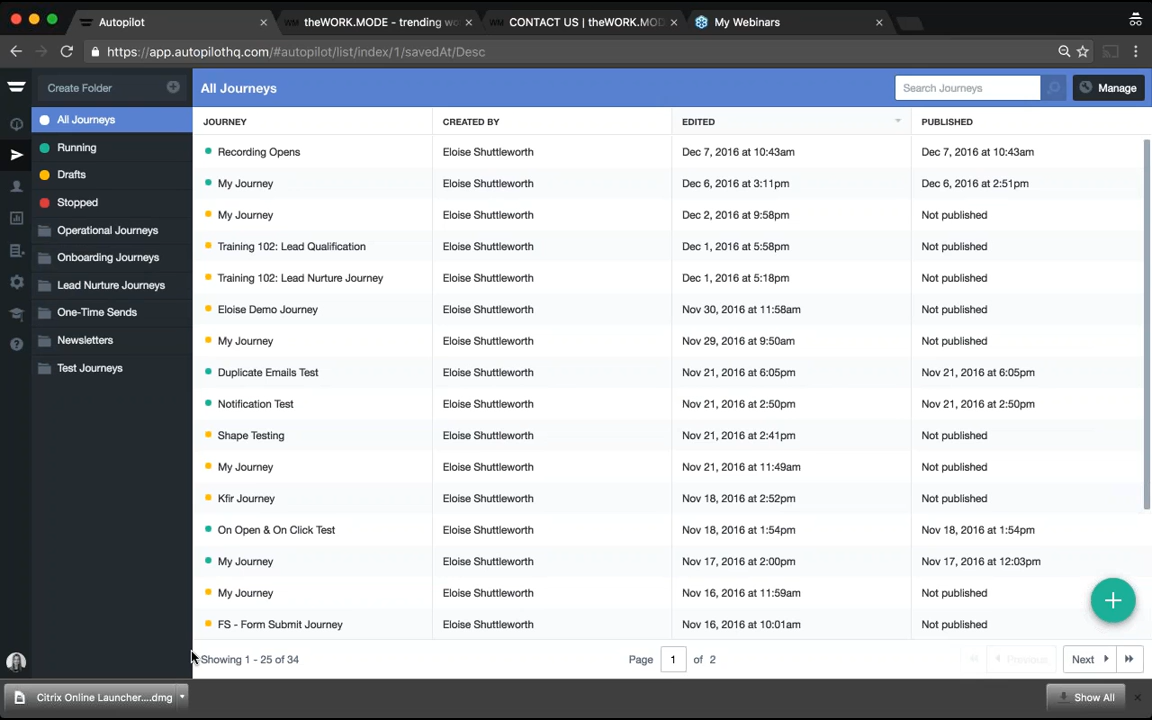 Autopilot
theWORK.MODE - trending wo
CONTACT US | theWORK.MOD
My Webinars
https://app.autopilothq.com/#autopilot/list/index/1/savedAt/Desc
Create Folder
All Journeys
Search Journeys
Manage
All Journeys
Running
Drafts
Stopped
Operational Journeys
Onboarding Journeys
Lead Nurture Journeys
One-Time Sends
Newsletters
Test Journeys
JOURNEY CREATED BY EDITED PUBLISHED
Recording Opens Eloise Shuttleworth Dec 7, 2016 at 10:43am Dec 7, 2016 at 10:43am
My Journey Eloise Shuttleworth Dec 6, 2016 at 3:11pm Dec 6, 2016 at 2:51pm
My Journey Eloise Shuttleworth Dec 2, 2016 at 9:58pm Not published
Training 102: Lead Qualification Eloise Shuttleworth Dec 1, 2016 at 5:58pm Not published
Training 102: Lead Nurture Journey Eloise Shuttleworth Dec 1, 2016 at 5:18pm Not published
Eloise Demo Journey Eloise Shuttleworth Nov 30, 2016 at 11:58am Not published
My Journey Eloise Shuttleworth Nov 29, 2016 at 9:50am Not published
Duplicate Emails Test Eloise Shuttleworth Nov 21, 2016 at 6:05pm Nov 21, 2016 at 6:05pm
Notification Test Eloise Shuttleworth Nov 21, 2016 at 2:50pm Nov 21, 2016 at 2:50pm
Shape Testing Eloise Shuttleworth Nov 21, 2016 at 2:41pm Not published
My Journey Eloise Shuttleworth Nov 21, 2016 at 11:49am Not published
Kfir Journey Eloise Shuttleworth Nov 18, 2016 at 2:52pm Not published
On Open & On Click Test Eloise Shuttleworth Nov 18, 2016 at 1:54pm Nov 18, 2016 at 1:54pm
My Journey Eloise Shuttleworth Nov 17, 2016 at 2:00pm Nov 17, 2016 at 12:03pm
My Journey Eloise Shuttleworth Nov 16, 2016 at 11:59am Not published
FS - Form Submit Journey Eloise Shuttleworth Nov 16, 2016 at 10:01am Not published
Showing 1 - 25 of 34
Page 1 of 2
Previous
Next
Citrix Online Launcher....dmg
Show All